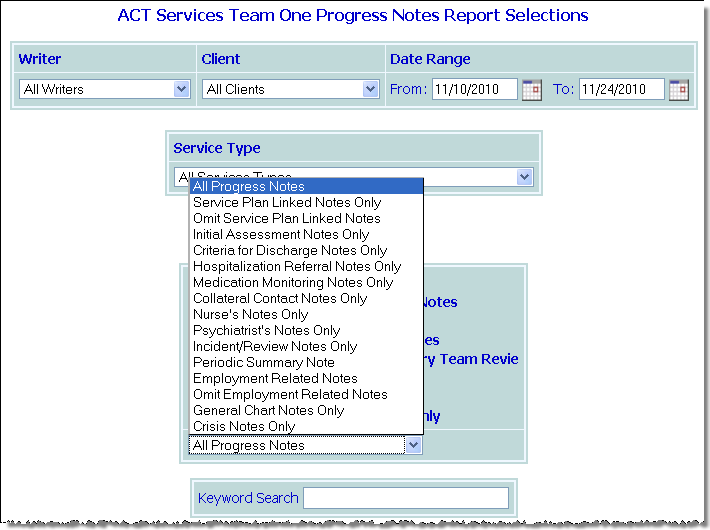 ACT Services Team One Progress Notes Report Selections
Writer Client Date Range
All Writers All Clients From: 11/10/2010 To: 11/24/2010
Service Type
All Services Types
All Progress Notes
Service Plan Linked Notes Only
Omit Service Plan Linked Notes
Initial Assessment Notes Only
Criteria for Discharge Notes Only
Hospitalization Referral Notes Only
Medication Monitoring Notes Only
Collateral Contact Notes Only
Notes
Nurse's Notes Only
Psychiatrist's Notes Only
Incident/Review Notes Only
Periodic Summary Note
Team Revie
Employment Related Notes
Omit Employment Related Notes
General Chart Notes Only
Crisis Notes Only
All Progress Notes
Keyword Search